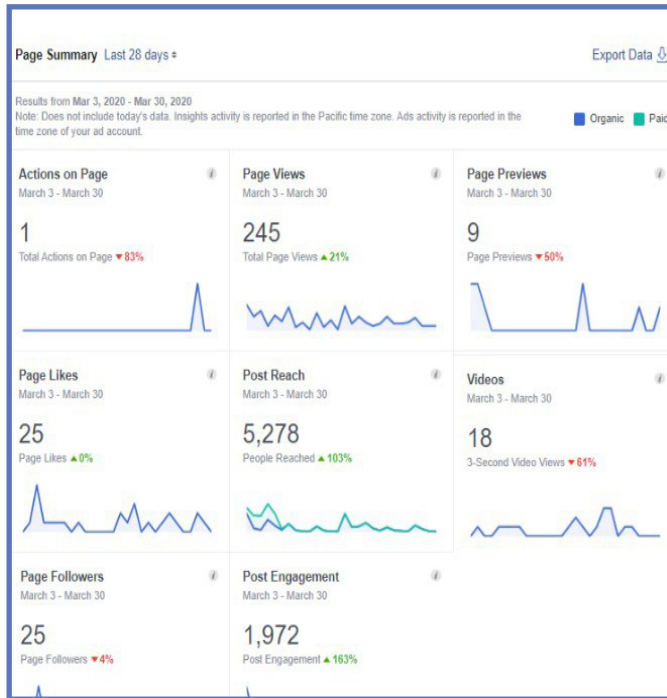 Page Summary Last 28 days
Export Data
Results from Mar 3, 2020 - Mar 30, 2020
Note: Does not include today's data. Insights activity is reported in the Pacific time zone. Ads activity is reported in the
time zone of your ad account.
Organic Paid
Actions on Page
March 3 - March 30
1
Total Actions on Page ▼83%
Page Views
March 3 - March 30
245
Total Page Views ▲21%
Page Previews
March 3 - March 30
9
Page Previews ▼50%
Page Likes
March 3 - March 30
25
Page Likes ▲0%
Post Reach
March 3 - March 30
5,278
People Reached ▲103%
Videos
March 3 - March 30
18
3-Second Video Views ▼61%
Page Followers
March 3 - March 30
25
Page Followers ▼4%
Post Engagement
March 3 - March 30
1,972
Post Engagement ▲163%